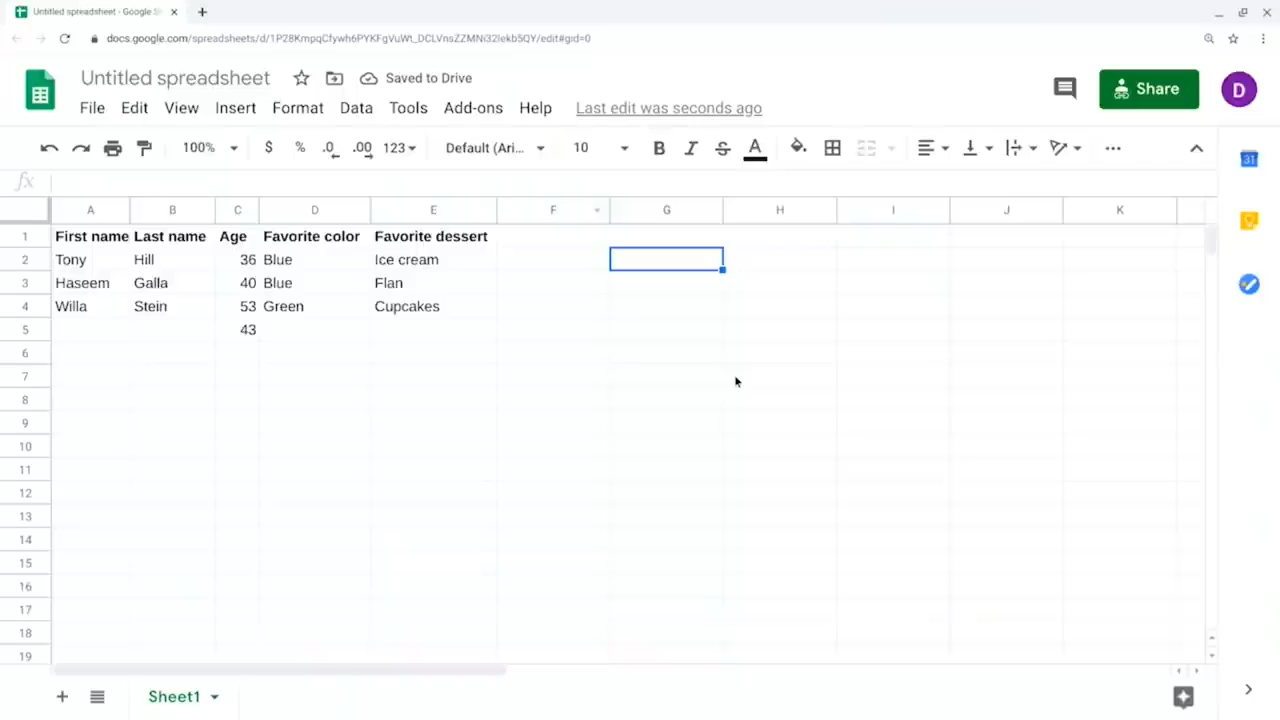 Untitled spreadsheet - Google S
docs.google.com/spreadsheets/d/1P28KmpqCfywh6PYKFgVuWt_DCLVnsZZMNi32Iekb5QY/edit#gid=0
Untitled spreadsheet
Saved to Drive
File Edit View Insert Format Data Tools Add-ons Help Last edit was seconds ago
Share
D
100% $ % .0 .00 123 Default (Ari... 10 B I S A
31
fx
A B C D E F G H I J K
1 First name Last name Age Favorite color Favorite dessert
2 Tony Hill 36 Blue Ice cream
3 Haseem Galla 40 Blue Flan
4 Willa Stein 53 Green Cupcakes
5 43
6
7
8
9
10
11
12
13
14
15
16
17
18
19
Sheet1